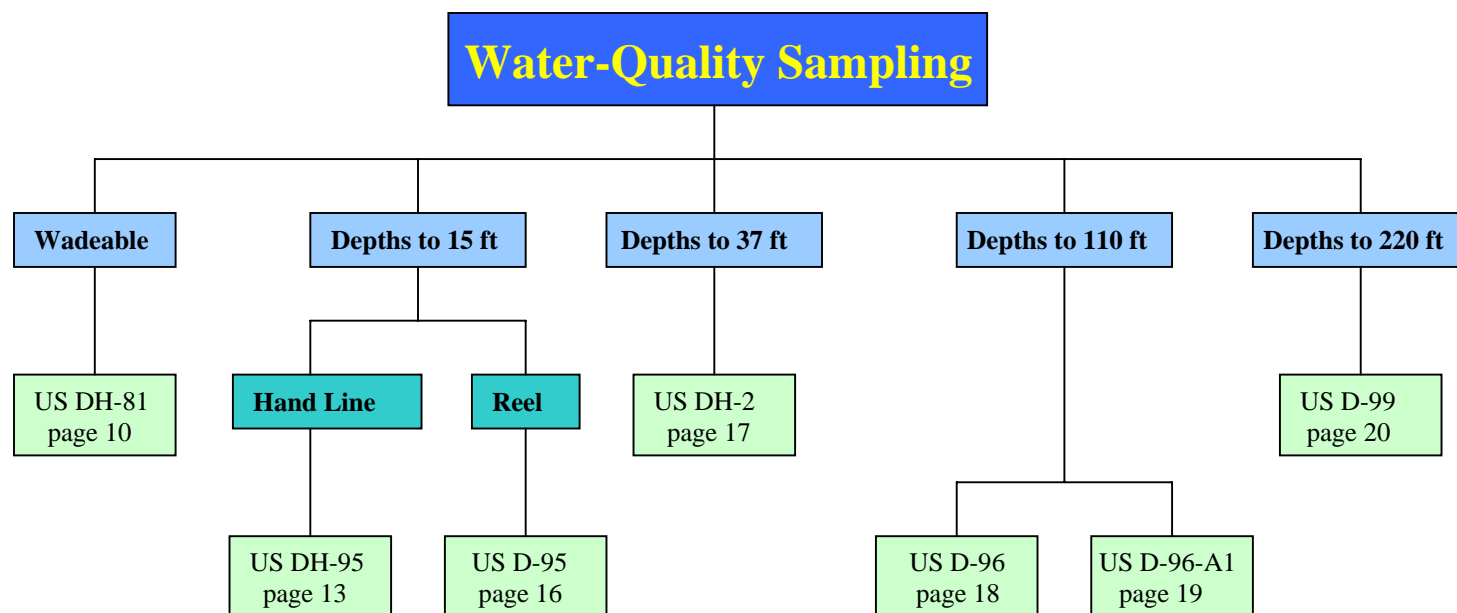 Water-Quality Sampling
Wadeable
Depths to 15 ft
Depths to 37 ft
Depths to 110 ft
Depths to 220 ft
US DH-81
page 10
Hand Line
Reel
US DH-2
page 17
US D-99
page 20
US DH-95
page 13
US D-95
page 16
US D-96
page 18
US D-96-A1
page 19